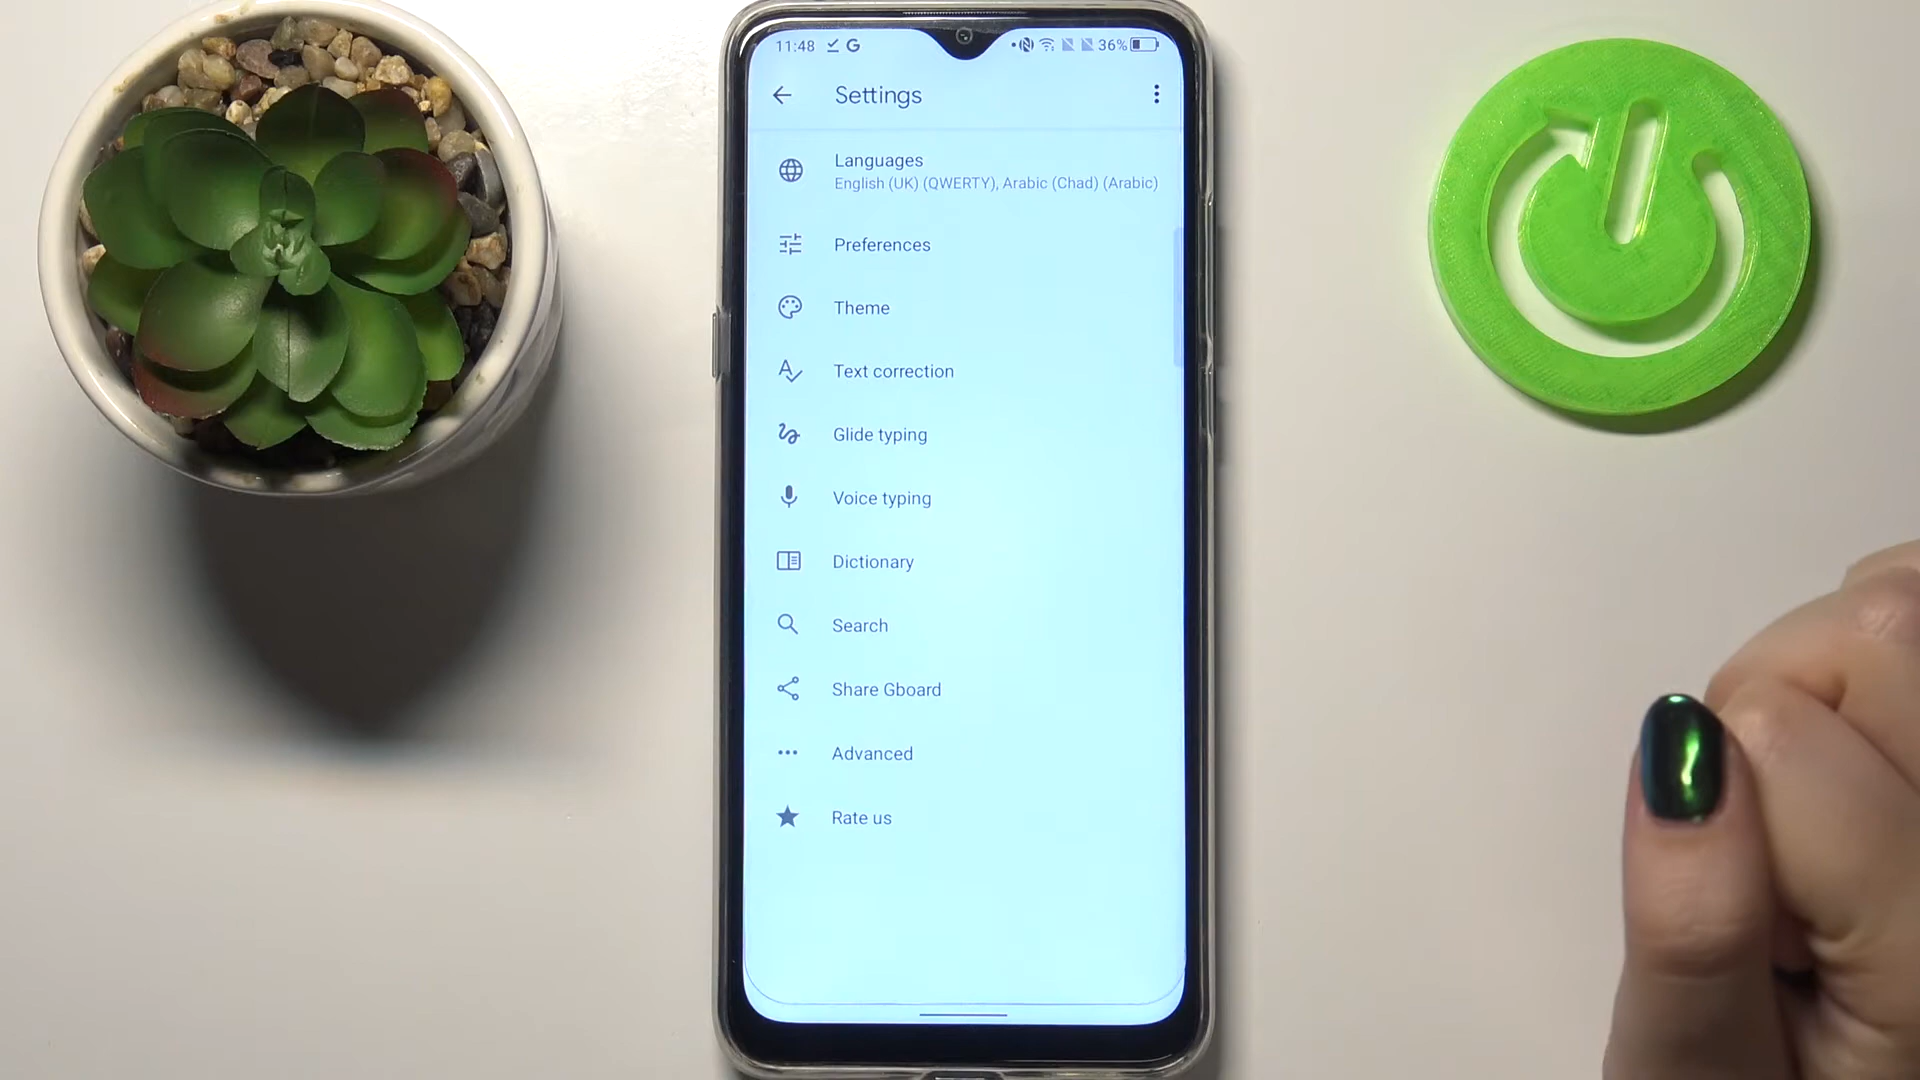 11:48 G 36%
Settings
Languages
English (UK) (QWERTY), Arabic (Chad) (Arabic)
Preferences
Theme
Text correction
Glide typing
Voice typing
Dictionary
Search
Share Gboard
Advanced
Rate us